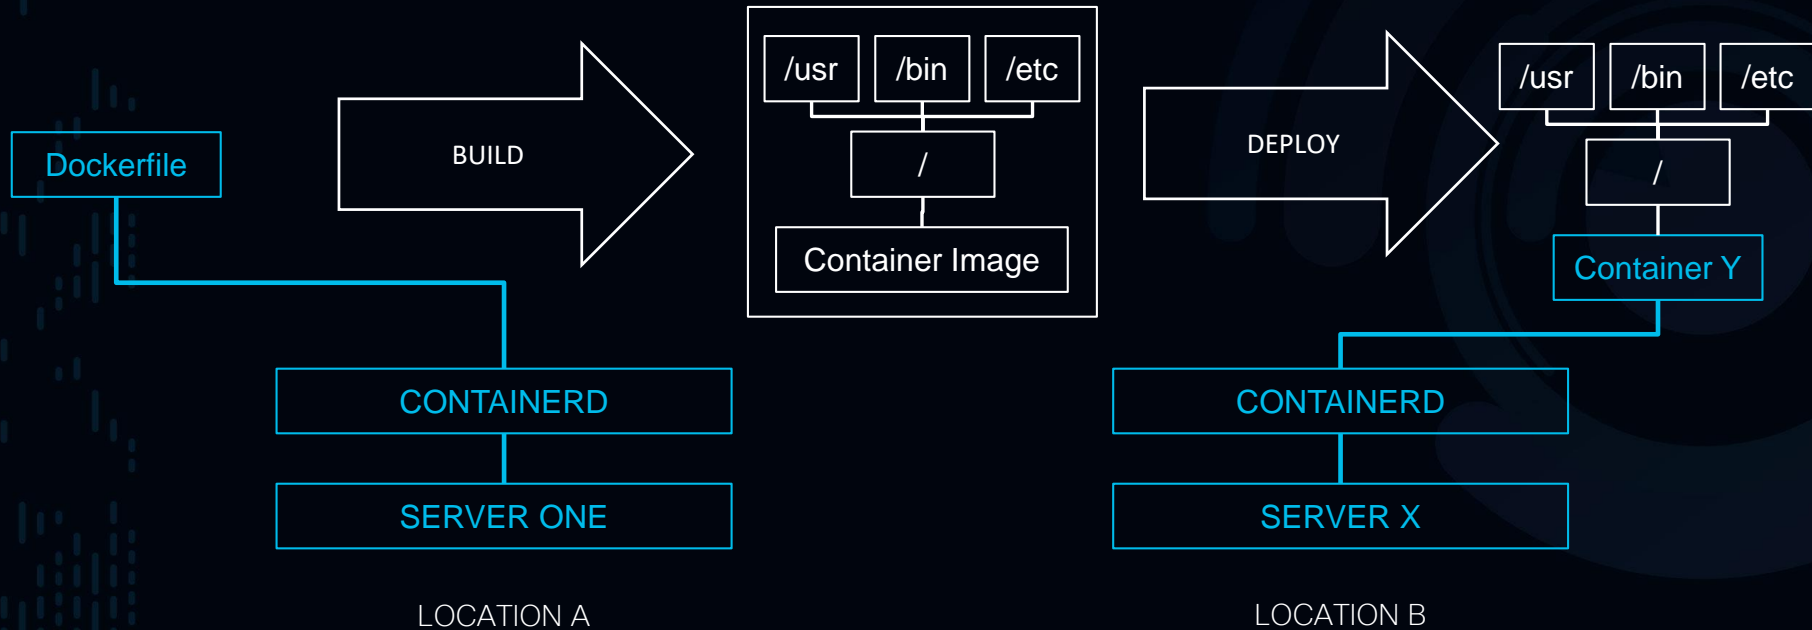 Dockerfile
BUILD
/usr
/bin
/etc
/
Container Image
DEPLOY
/usr
/bin
/etc
/
Container Y
CONTAINERD
SERVER ONE
LOCATION A
CONTAINERD
SERVER X
LOCATION B